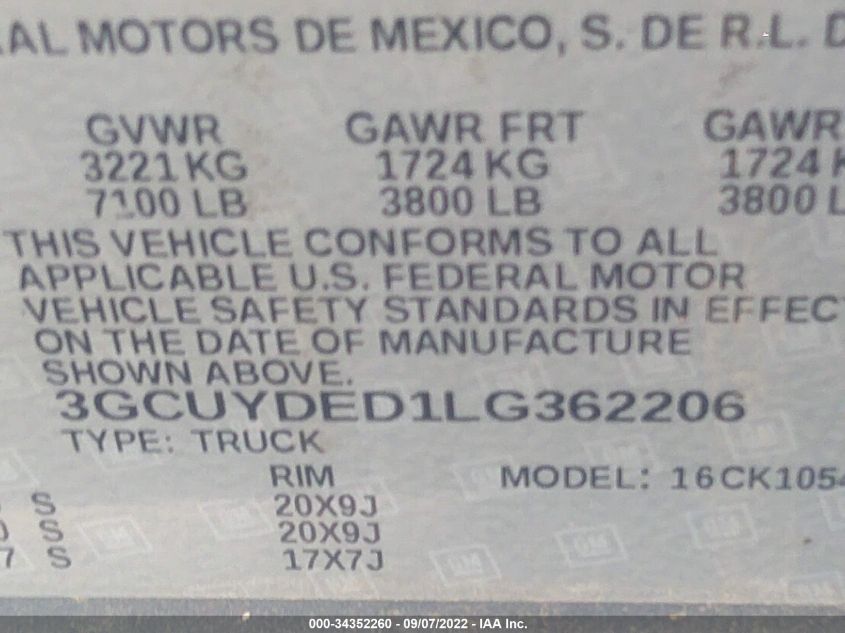 AL MOTORS DE MEXICO, S. DE R.L. D
GVWR GAWR FRT GAWR
3221 KG 1724 KG 1724 K
7100 LB 3800 LB 3800 L
THIS VEHICLE CONFORMS TO ALL
APPLICABLE U.S. FEDERAL MOTOR
VEHICLE SAFETY STANDARDS IN EFFEC
ON THE DATE OF MANUFACTURE
SHOWN ABOVE.
3GCUYDED1LG362206
TYPE: TRUCK
RIM MODEL: 16CK1054
S 20X9J
S 20X9J
7 S 17X7J
000-34352260 - 09/07/2022 - IAA Inc.